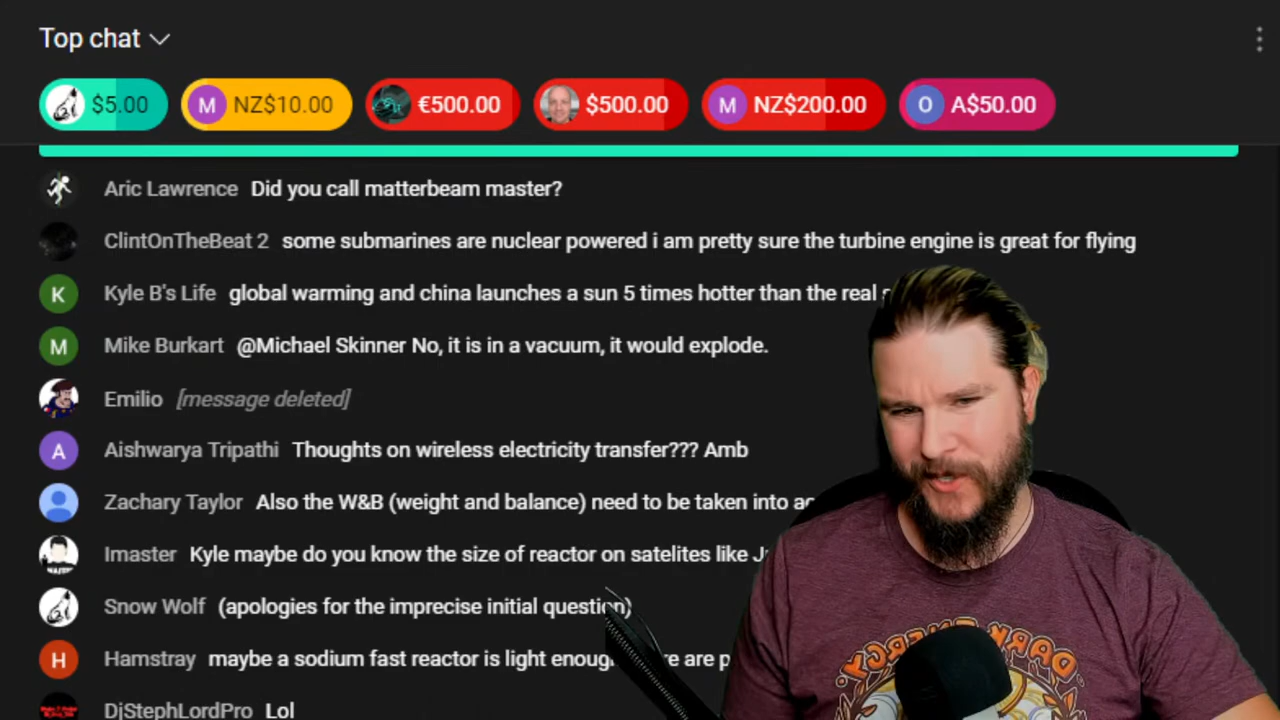 Top chat
$5.00 M NZ$10.00 €500.00 $500.00 M NZ$200.00 O A$50.00
Aric Lawrence Did you call matterbeam master?
ClintOnTheBeat 2 some submarines are nuclear powered i am pretty sure the turbine engine is great for flying
K Kyle B's Life global warming and china launches a sun 5 times hotter than the real
M Mike Burkart @Michael Skinner No, it is in a vacuum, it would explode.
Emilio [message deleted]
A Aishwarya Tripathi Thoughts on wireless electricity transfer??? Amb
Zachary Taylor Also the W&B (weight and balance) need to be taken into
Imaster Kyle maybe do you know the size of reactor on satelites like
Snow Wolf (apologies for the imprecise initial question)
H Hamstray maybe a sodium fast reactor is light are
DjStephLordPro Lol
DARK ENERGY